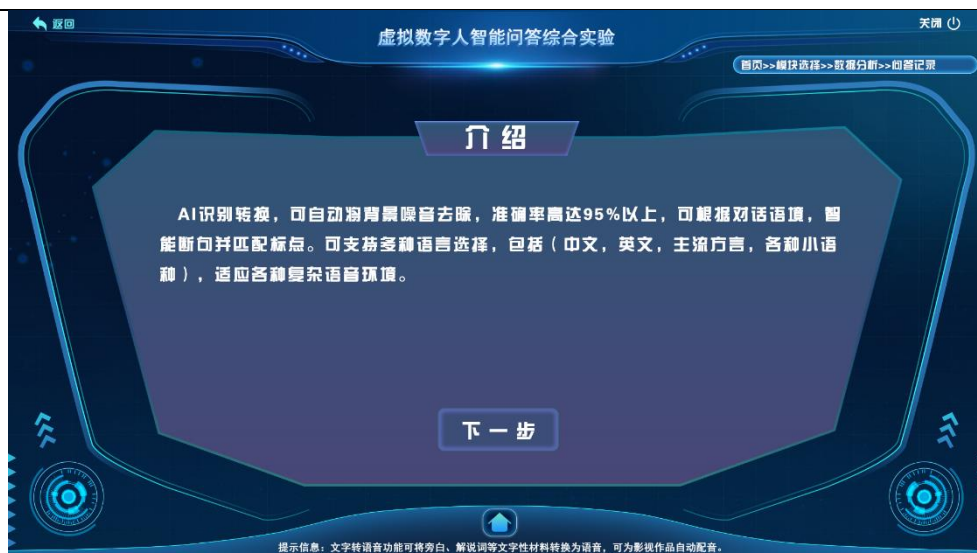 返回
虚拟数字人智能问答综合实验
关闭
首页>>模块选择>>数据分析>>问答记录
介绍
AI识别转换，可自动将背景噪音去除，准确率高达95%以上，可根据对话语境，智
能断句并匹配标点。可支持多种语言选择，包括（中文，英文，主流方言，各种小语
种），适应各种复杂语音环境。
下一步
提示信息：文字转语音功能可将旁白、解说词等文字性材料转换为语音，可为影视作品自动配音。